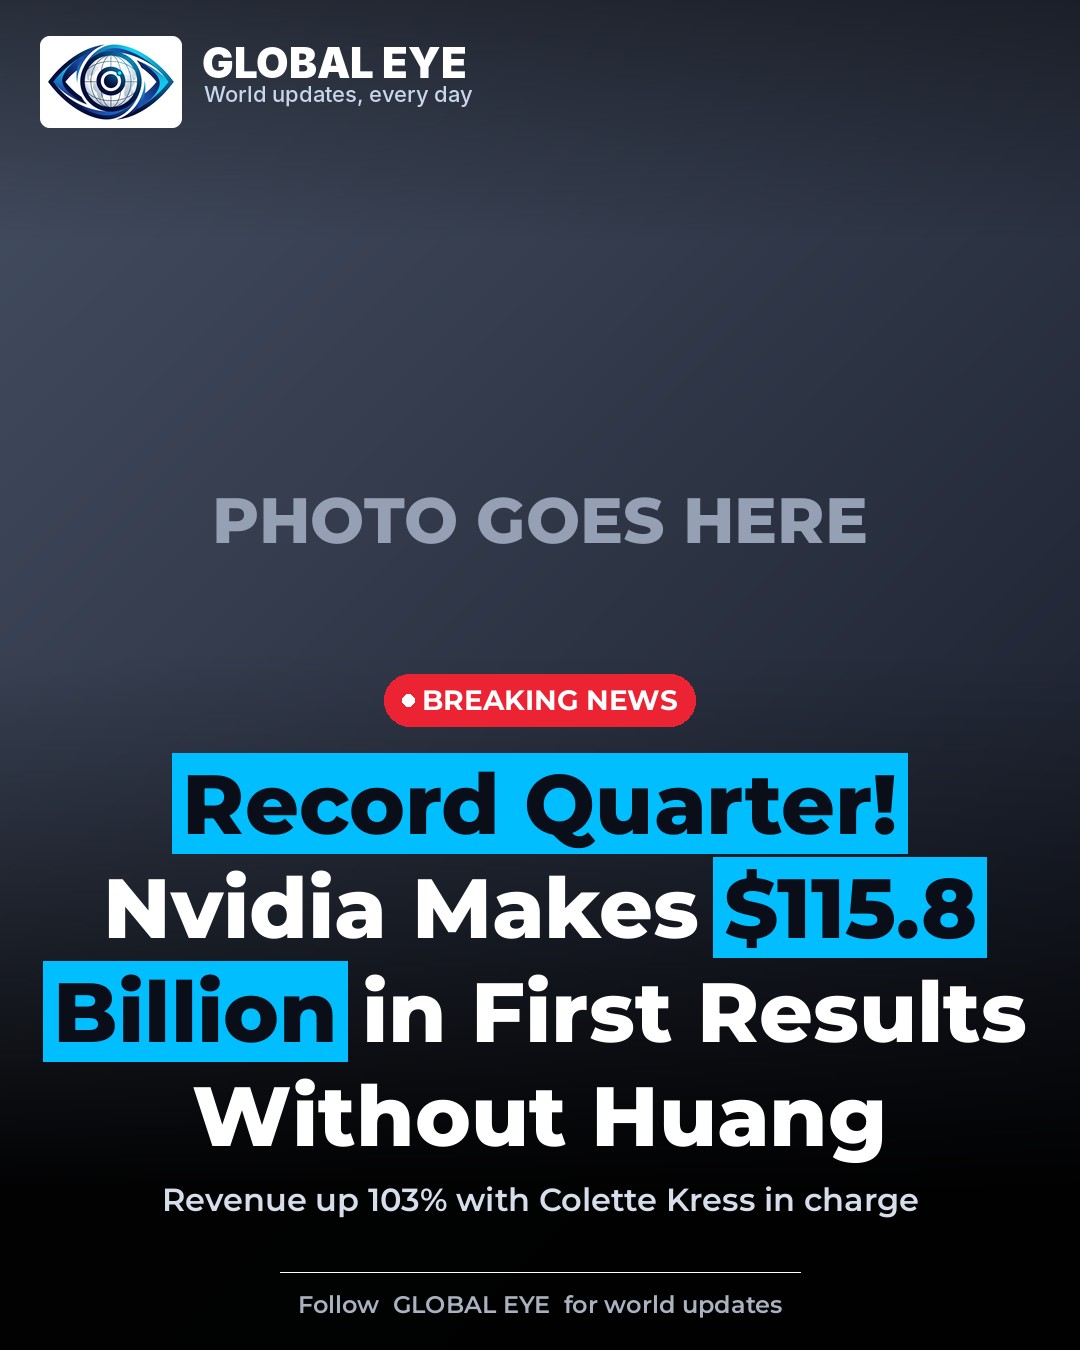 GLOBAL EYE
World updates, every day
PHOTO GOES HERE
BREAKING NEWS
Record Quarter!
Nvidia Makes $115.8
Billion in First Results
Without Huang
Revenue up 103% with Colette Kress in charge
Follow GLOBAL EYE for world updates